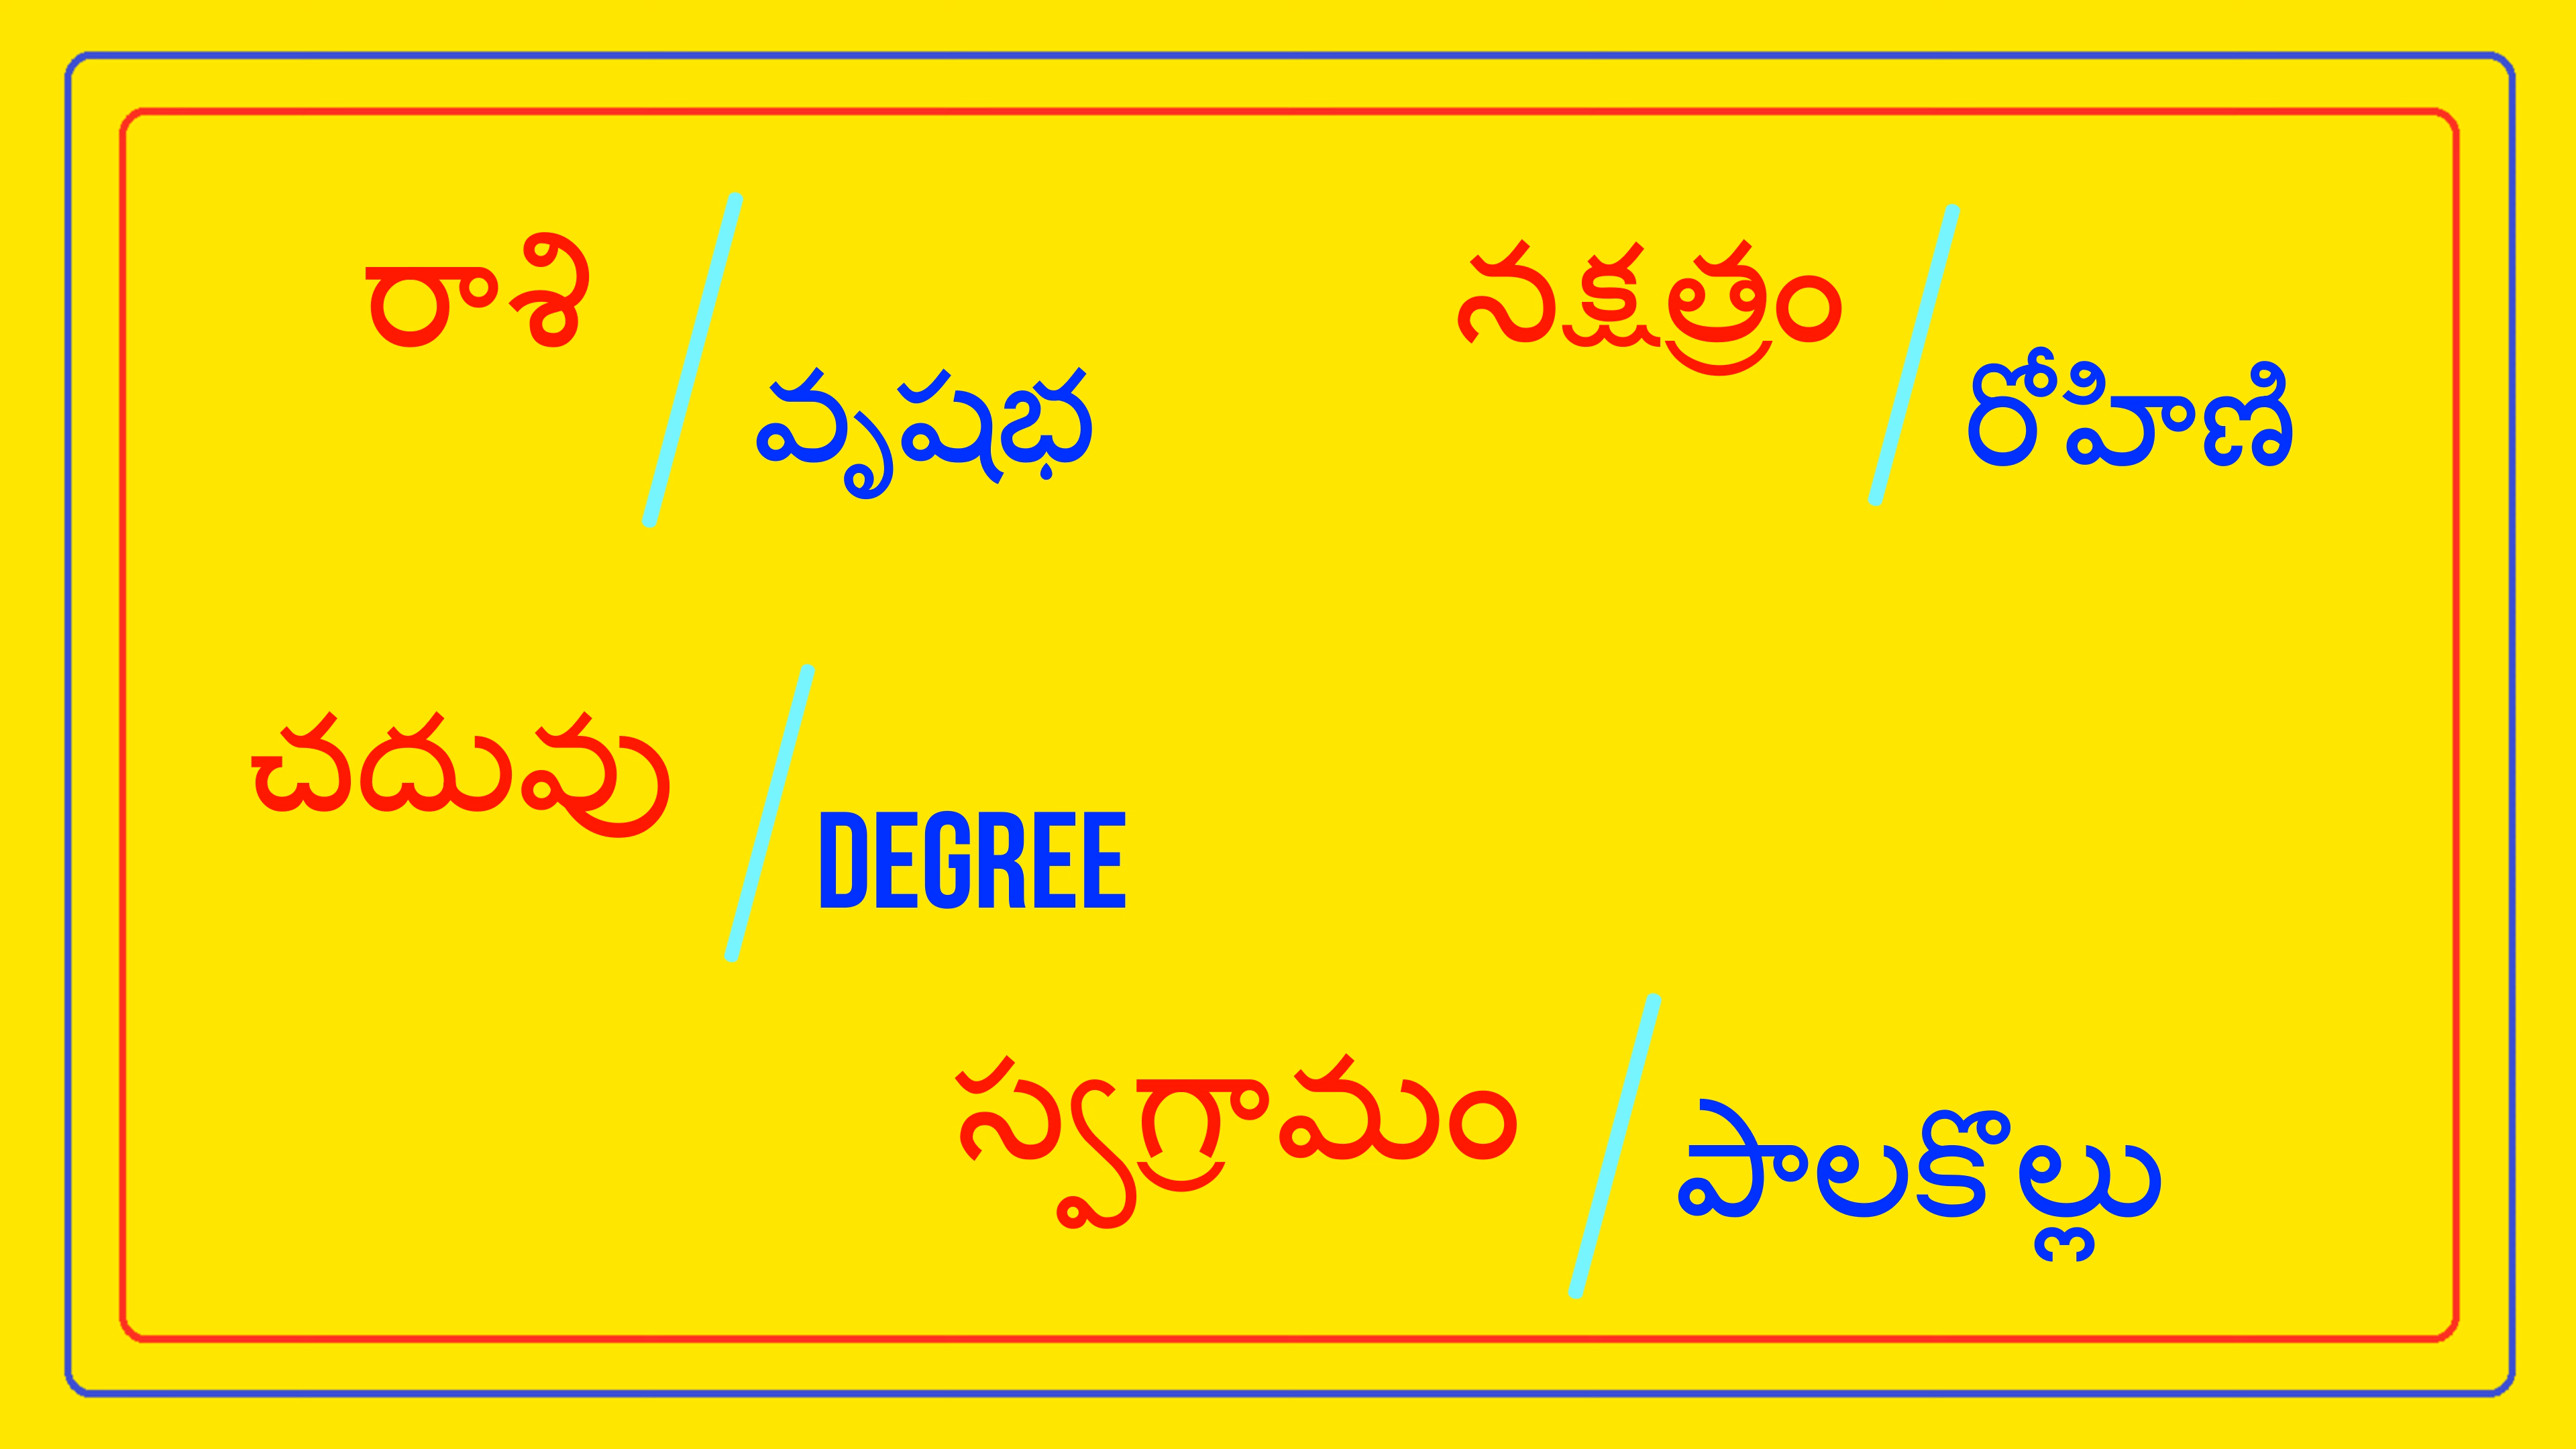 రాశి
వృషభ
నక్షత్రం
రోహిణి
చదువు
DEGREE
స్వగ్రామం
పాలకొల్లు